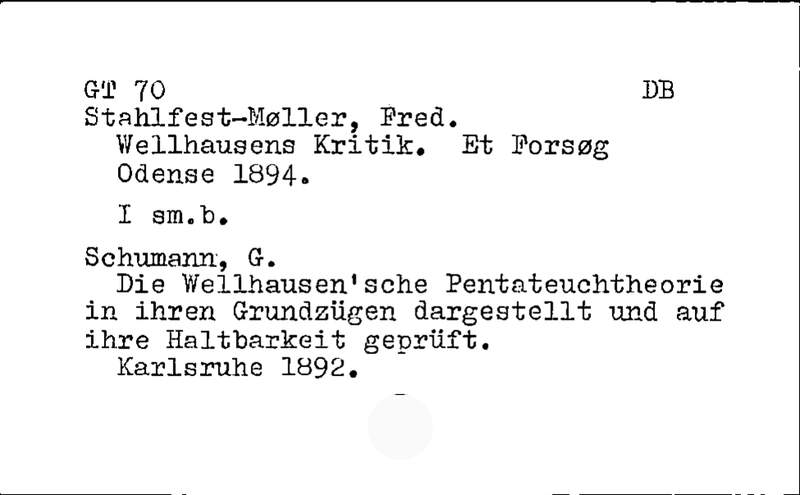 GT 70 DB
Stahlfest-Møller, Fred.
Wellhausens Kritik. Et Forsøg
Odense 1894.
I sm.b.
Schumann, G.
Die Wellhausen'sche Pentateuchtheorie
in ihren Grundzügen dargestellt und auf
ihre Haltbarkeit geprüft.
Karlsruhe 1892.